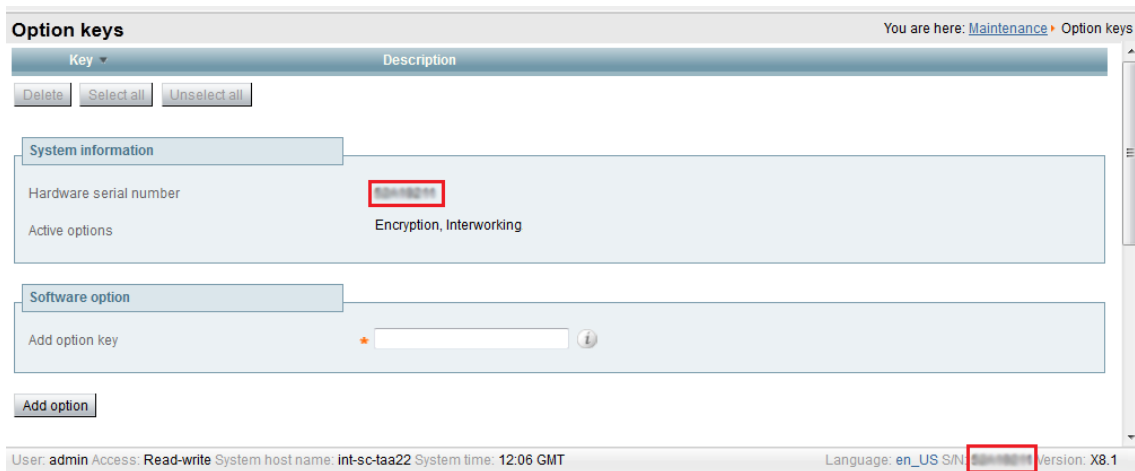 Option keys
You are here: Maintenance Option keys
Key Description
Delete Select all Unselect all
System information
Hardware serial number
Active options Encryption, Interworking
Software option
Add option key *
i
Add option
User: admin Access: Read-write System host name: int-sc-taa22 System time: 12:06 GMT Language: en_US S/N: Version: X8.1